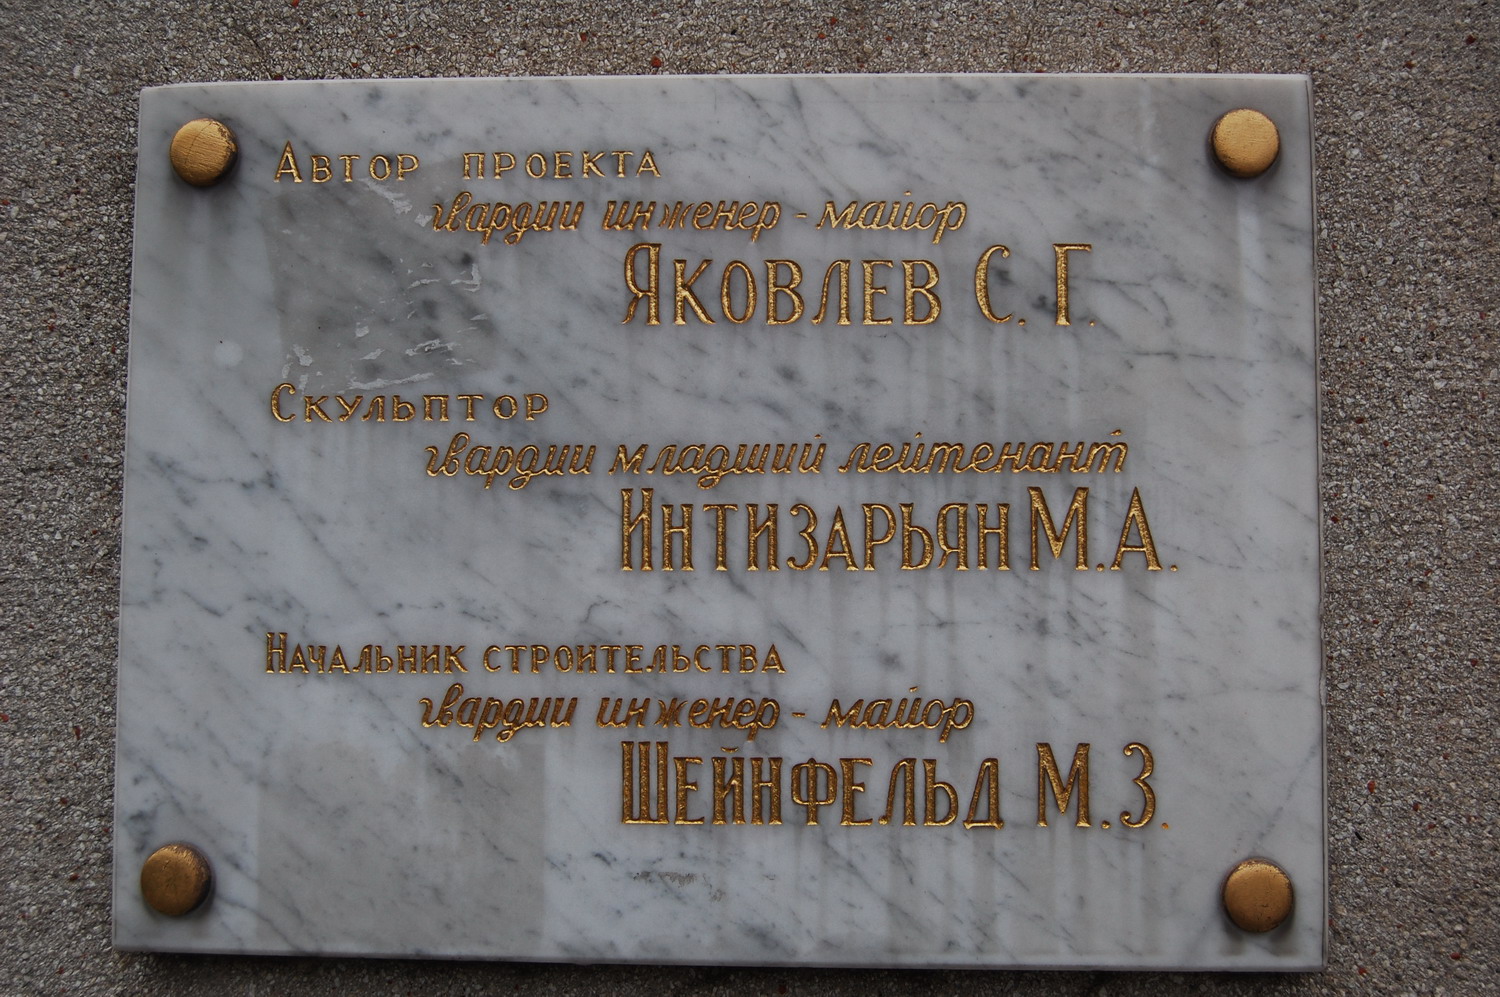 Автор проекта
гвардии инженер - майор
Яковлев С. Г.
Скульптор
гвардии младший лейтенант
Интизарьян М.А.
Начальник строительства
гвардии инженер - майор
Шейнфельд М.З.